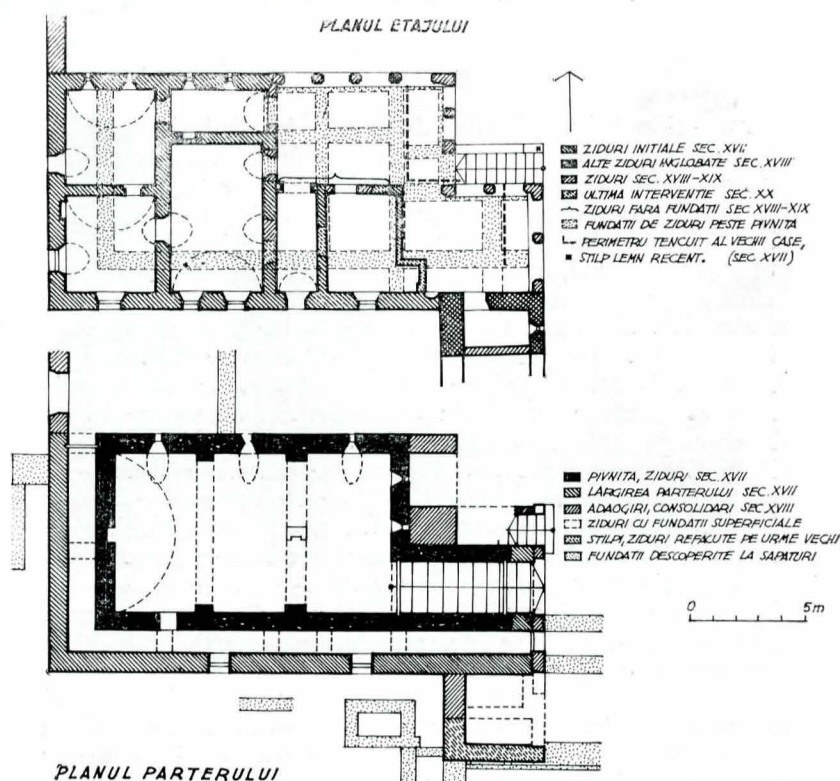 PLANUL ETAJULUI
ZIDURI INITIALE SEC. XVI
ALTE ZIDURI INGLOBATE SEC. XVIII
ZIDURI SEC. XVIII-XIX
ULTIMA INTERVENTIE SEC. XX
ZIDURI FARA FUNDATII SEC XVIII-XIX
FUNDATII DE ZIDURI PESTE PIVNITA
PERIMETRU TENCUIT AL VECHII CASE,
STILP LEMN RECENT. (SEC XVII)
PIVNITA, ZIDURI SEC. XVII
LARGIREA PARTERULUI SEC. XVII
ADAOGIRI, CONSOLIDARI SEC XVIII
ZIDURI CU FUNDATII SUPERFICIALE
STILPI, ZIDURI REFACUTE PE URME VECHI
FUNDATII DESCOPERITE LA SAPATURI
0 5m
PLANUL PARTERULUI